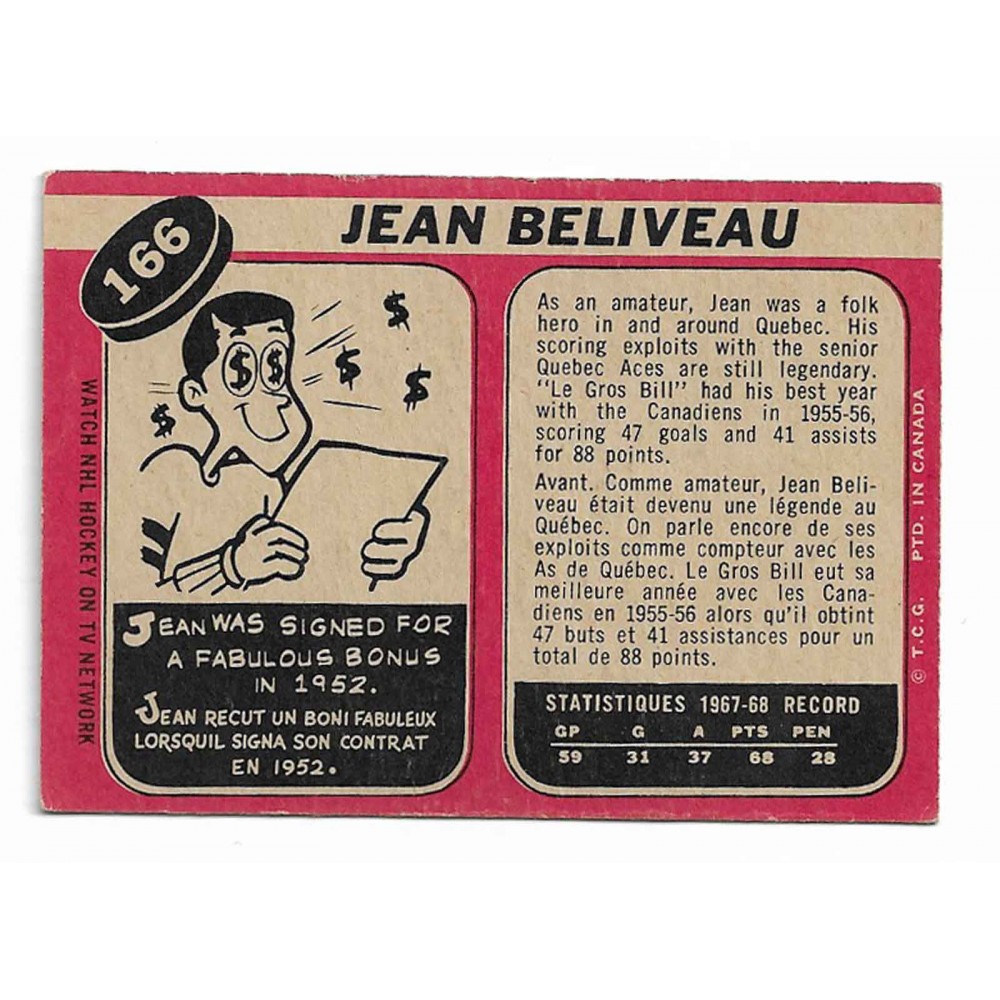 166
JEAN BELIVEAU
WATCH NHL HOCKEY ON TV NETWORK
$ $
$
$
$
$
JEAN WAS SIGNED FOR
A FABULOUS BONUS
IN 1952.
JEAN RECUT UN BONI FABULEUX
LORSQUIL SIGNA SON CONTRAT
EN 1952.
As an amateur, Jean was a folk
hero in and around Quebec. His
scoring exploits with the senior
Quebec Aces are still legendary.
"Le Gros Bill" had his best year
with the Canadiens in 1955-56,
scoring 47 goals and 41 assists
for 88 points.
Avant. Comme amateur, Jean Beli-
veau était devenu une légende au
Québec. On parle encore de ses
exploits comme compteur avec les
As de Québec. Le Gros Bill eut sa
meilleure année avec les Cana-
diens en 1955-56 alors qu'il obtint
47 buts et 41 assistances pour un
total de 88 points.
STATISTIQUES 1967-68 RECORD
GP G A PTS PEN
59 31 37 68 28
© T.C.G. PTD. IN CANADA